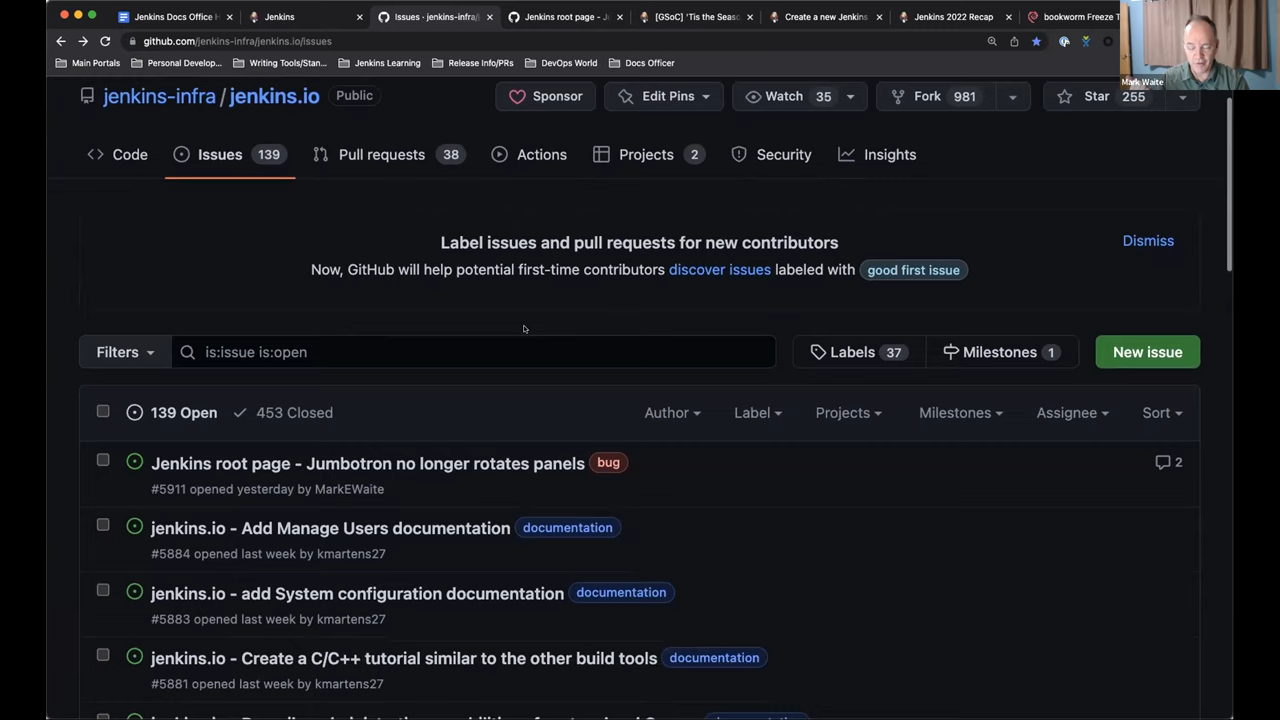 Jenkins Docs Office H
Jenkins
Issues · jenkins-infra/
Jenkins root page - J
[GSoC] 'Tis the Seaso
Create a new Jenkins
Jenkins 2022 Recap
bookworm Freeze T
github.com/jenkins-infra/jenkins.io/issues
Main Portals
Personal Develop...
Writing Tools/Stan...
Jenkins Learning
Release Info/PRs
DevOps World
Docs Officer
Mark Waite
jenkins-infra / jenkins.io Public
Sponsor
Edit Pins
Watch 35
Fork 981
Star 255
Code
Issues 139
Pull requests 38
Actions
Projects 2
Security
Insights
Label issues and pull requests for new contributors
Dismiss
Now, GitHub will help potential first-time contributors discover issues labeled with good first issue
Filters
is:issue is:open
Labels 37
Milestones 1
New issue
139 Open
453 Closed
Author
Label
Projects
Milestones
Assignee
Sort
Jenkins root page - Jumbotron no longer rotates panels bug
2
#5911 opened yesterday by MarkEWaite
jenkins.io - Add Manage Users documentation documentation
#5884 opened last week by kmartens27
jenkins.io - add System configuration documentation documentation
#5883 opened last week by kmartens27
jenkins.io - Create a C/C++ tutorial similar to the other build tools documentation
#5881 opened last week by kmartens27